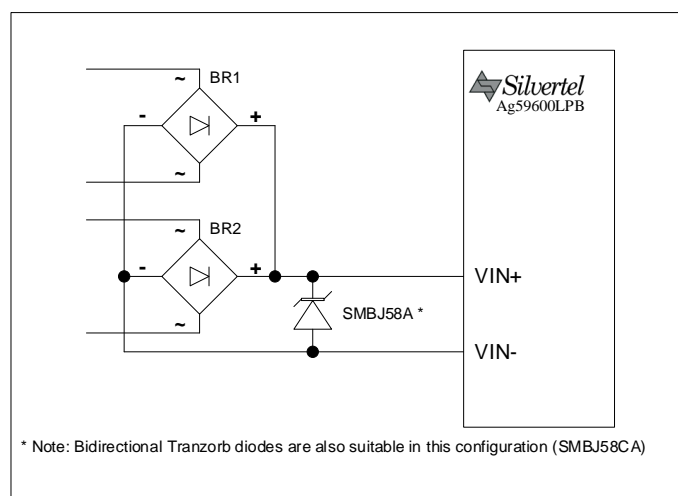 ~
BR1
Silvertel
Ag59600LPB
-
+
~
~
BR2
-
+
VIN+
SMBJ58A *
~
VIN-
* Note: Bidirectional Tranzorb diodes are also suitable in this configuration (SMBJ58CA)